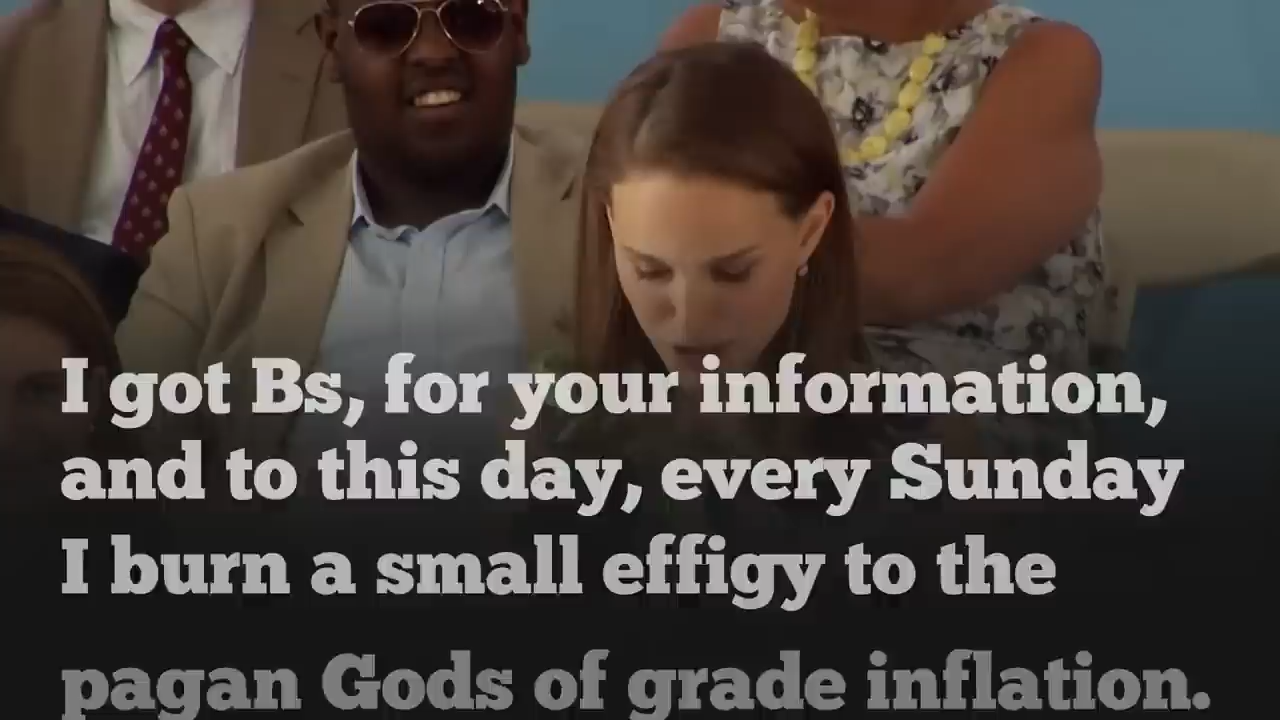 I got Bs, for your information,
and to this day, every Sunday
I burn a small effigy to the
pagan Gods of grade inflation.